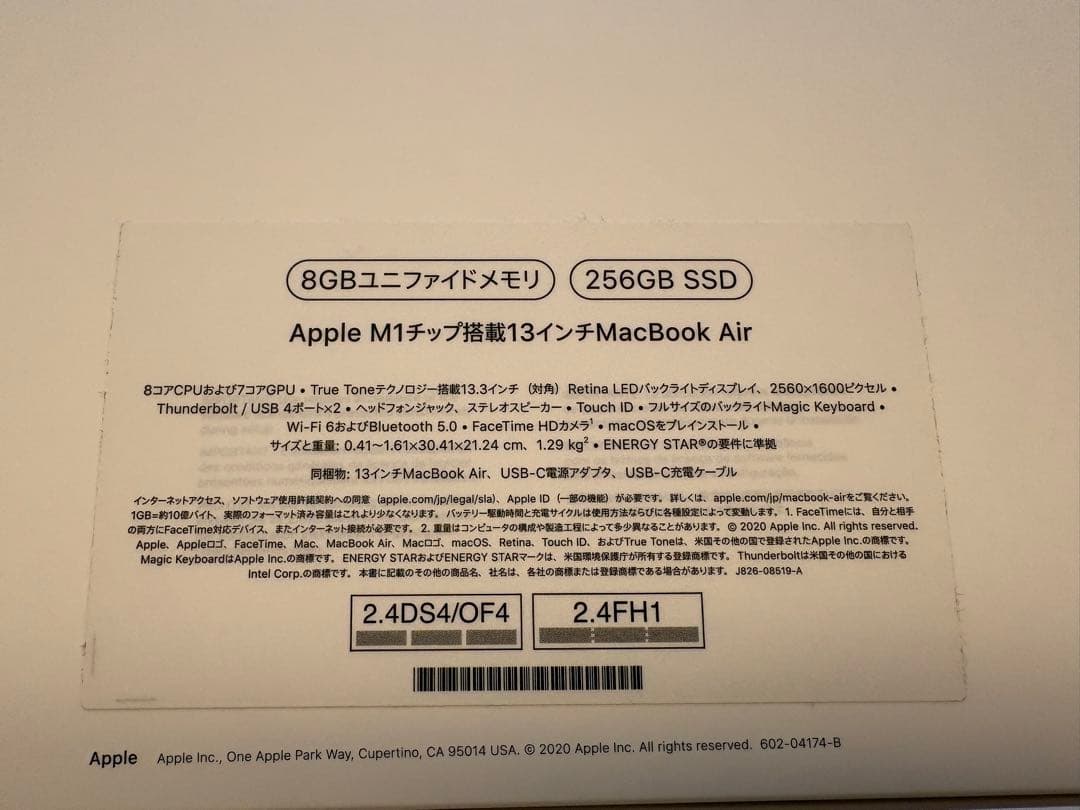 8GBユニファイドメモリ 256GB SSD
Apple M1チップ搭載13インチMacBook Air
8コアCPUおよび7コアGPU • True Toneテクノロジー搭載13.3インチ（対角）Retina LEDバックライトディスプレイ、2560×1600ピクセル •
Thunderbolt / USB 4ポート×2 • ヘッドフォンジャック、ステレオスピーカー • Touch ID • フルサイズのバックライトMagic Keyboard •
Wi-Fi 6およびBluetooth 5.0 • FaceTime HDカメラ¹ • macOSをプレインストール •
サイズと重量: 0.41〜1.61×30.41×21.24 cm、1.29 kg² • ENERGY STAR®の要件に準拠
同梱物: 13インチMacBook Air、USB-C電源アダプタ、USB-C充電ケーブル
インターネットアクセス、ソフトウェア使用許諾契約への同意（apple.com/jp/legal/sla）、Apple ID（一部の機能）が必要です。詳しくは、apple.com/jp/macbook-airをご覧ください。
1GB=約10億バイト、実際のフォーマット済み容量はこれより少なくなります。バッテリー駆動時間と充電サイクルは使用方法ならびに各種設定によって変動します。1. FaceTimeには、自分と相手
の両方にFaceTime対応デバイス、またインターネット接続が必要です。2. 重量はコンピュータの構成や製造工程によって多少異なることがあります。© 2020 Apple Inc. All rights reserved.
Apple、Appleロゴ、FaceTime、Mac、MacBook Air、Macロゴ、macOS、Retina、Touch ID、およびTrue Toneは、米国その他の国で登録されたApple Inc.の商標です。
Magic KeyboardはApple Inc.の商標です。ENERGY STARおよびENERGY STARマークは、米国環境保護庁が所有する登録商標です。Thunderboltは米国その他の国における
Intel Corp.の商標です。本書に記載のその他の商品名、社名は、各社の商標または登録商標である場合があります。J826-08519-A
2.4DS4/OF4 2.4FH1
Apple Apple Inc., One Apple Park Way, Cupertino, CA 95014 USA. © 2020 Apple Inc. All rights reserved. 602-04174-B